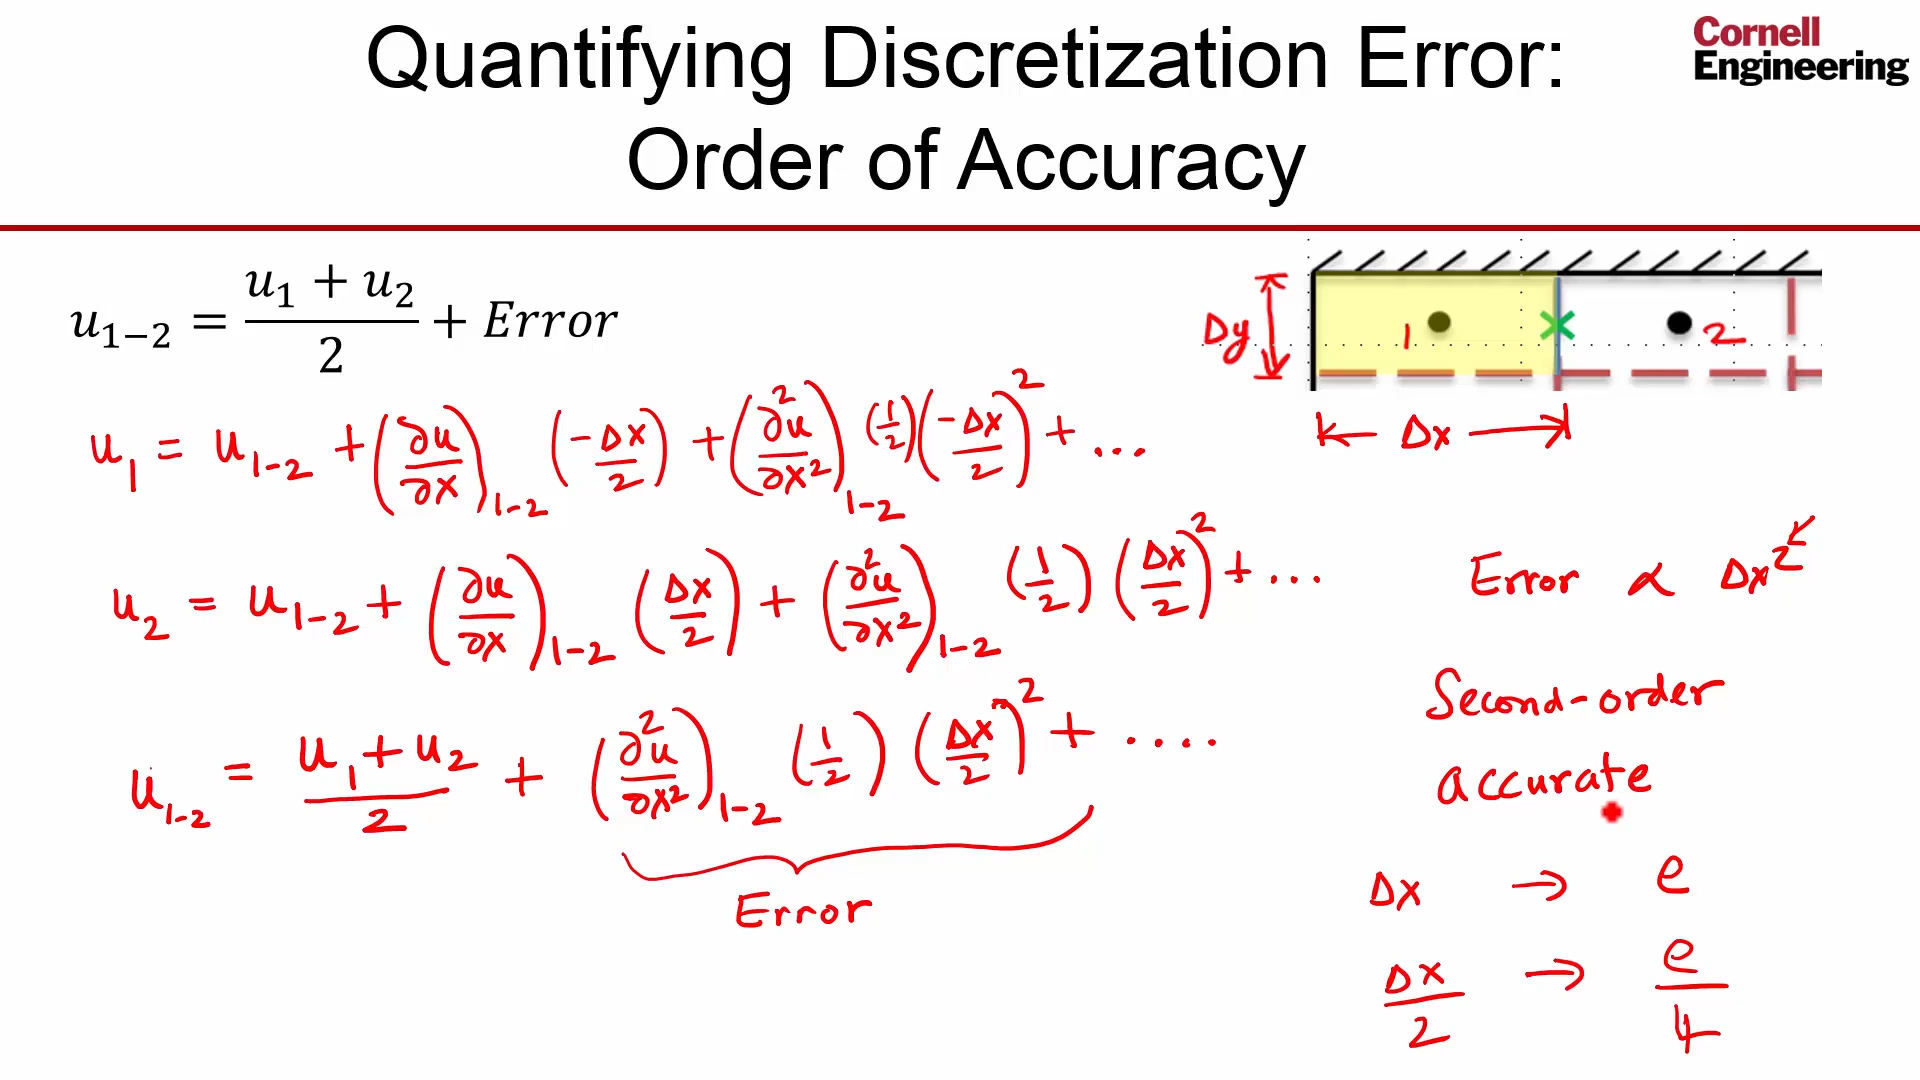 Quantifying Discretization Error:
Order of Accuracy
Cornell
Engineering
u₁₋₂ = (u₁ + u₂)/2 + Error
Δy
1
2
Δx
u₁ = u₁₋₂ + (∂u/∂x)₁₋₂ (-Δx/2) + (∂²u/∂x²)₁₋₂ (1/2)(-Δx/2)² + ...
u₂ = u₁₋₂ + (∂u/∂x)₁₋₂ (Δx/2) + (∂²u/∂x²)₁₋₂ (1/2) (Δx/2)² + ...
u₁₋₂ = (u₁ + u₂)/2 + (∂²u/∂x²)₁₋₂ (1/2) (Δx/2)² + ....
Error
Error ∝ Δx²
Second-order
accurate
Δx → e
Δx/2 → e/4